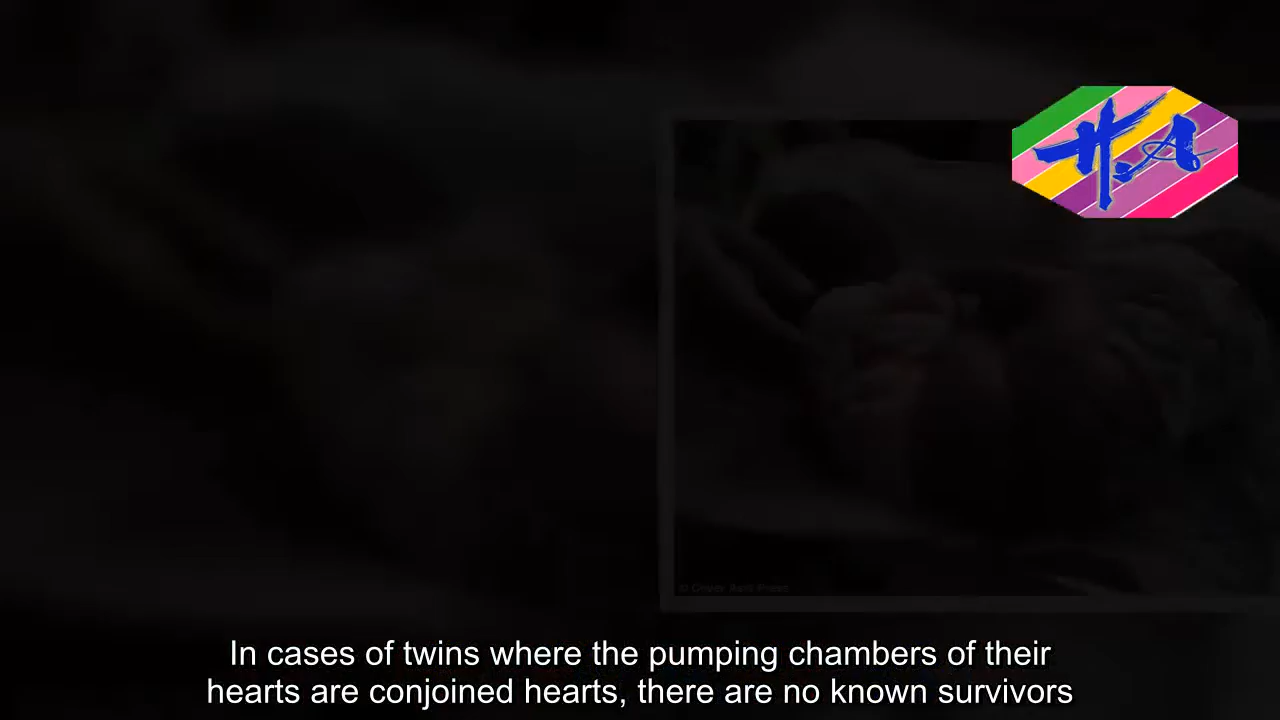 H.A
In cases of twins where the pumping chambers of their
hearts are conjoined hearts, there are no known survivors